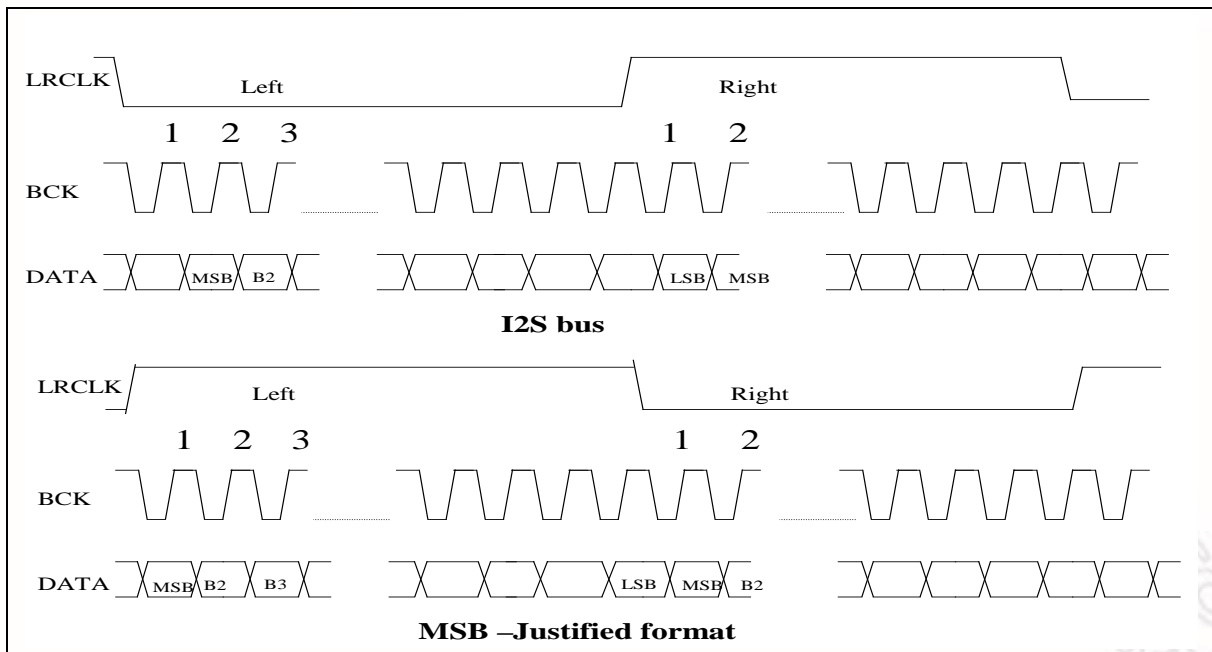 LRCLK Left Right
1 2 3 1 2
BCK
DATA MSB B2 LSB MSB
I2S bus
LRCLK Left Right
1 2 3 1 2
BCK
DATA MSB B2 B3 LSB MSB B2
MSB –Justified format